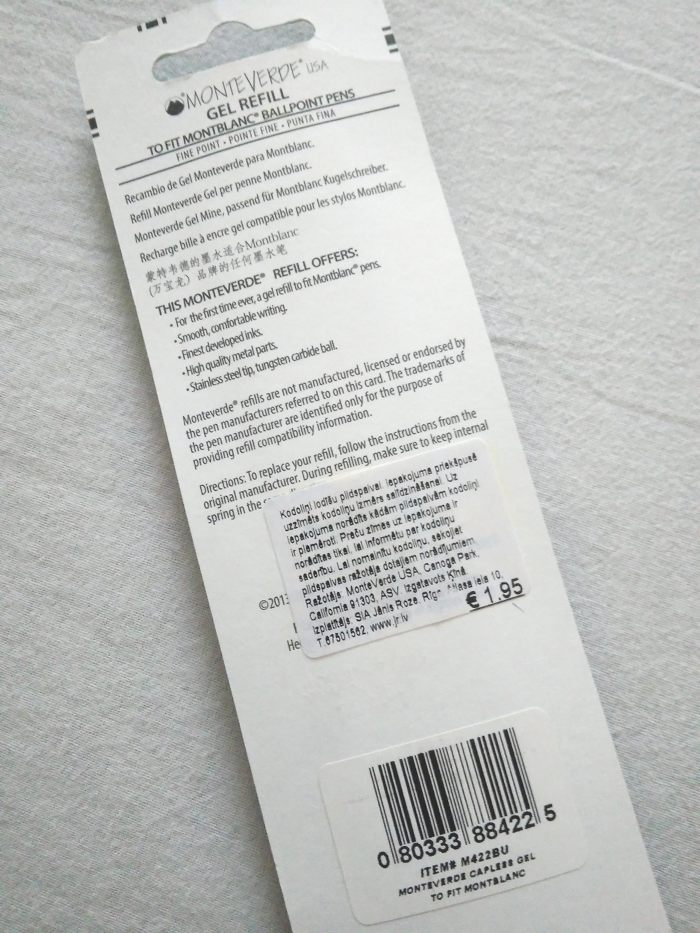 MONTEVERDE® USA
GEL REFILL
TO FIT MONTBLANC® BALLPOINT PENS
FINE POINT • POINTE FINE • PUNTA FINA
Recambio de Gel Monteverde para Montblanc.
Refill Monteverde Gel per penne Montblanc.
Monteverde Gel Mine, passend für Montblanc Kugelschreiber.
Recharge bille à encre gel compatible pour les stylos Montblanc.
蒙特韦德的墨水适合Montblanc
(万宝龙) 品牌的任何墨水笔
THIS MONTEVERDE® REFILL OFFERS:
• For the first time ever, a gel refill to fit Montblanc® pens.
• Smooth, comfortable writing.
• Finest developed inks.
• High quality metal parts.
• Stainless steel tip, tungsten carbide ball.
Monteverde® refills are not manufactured, licensed or endorsed by
the pen manufacturers referred to on this card. The trademarks of
the pen manufacturer are identified only for the purpose of
providing refill compatibility information.
Directions: To replace your refill, follow the instructions from the
original manufacturer. During refilling, make sure to keep internal
spring in the
Kodoliņi lodīšu pildspalvai. Iepakojuma priekšpusē
uzzīmēts kodoliņu izmērs salīdzināšanai. Uz
iepakojuma norādīts kādām pildspalvām kodoliņi
ir piemēroti. Preču zīmes uz iepakojuma ir
norādītas tikai, lai informētu par kodoliņu
saderību. Lai nomainītu kodoliņu, sekojiet
pildspalvas ražotāja dotajiem norādījumiem.
Ražotājs: MonteVerde USA, Canoga Park,
California 91303, ASV. Izgatavots Ķīnā.
Izplatītājs: SIA Jānis Roze, iela 10,
T.67501562, www.jr.lv
€ 1.95
©2013
0 80333 88422 5
ITEM# M422BU
MONTEVERDE CAPLESS GEL
TO FIT MONTBLANC